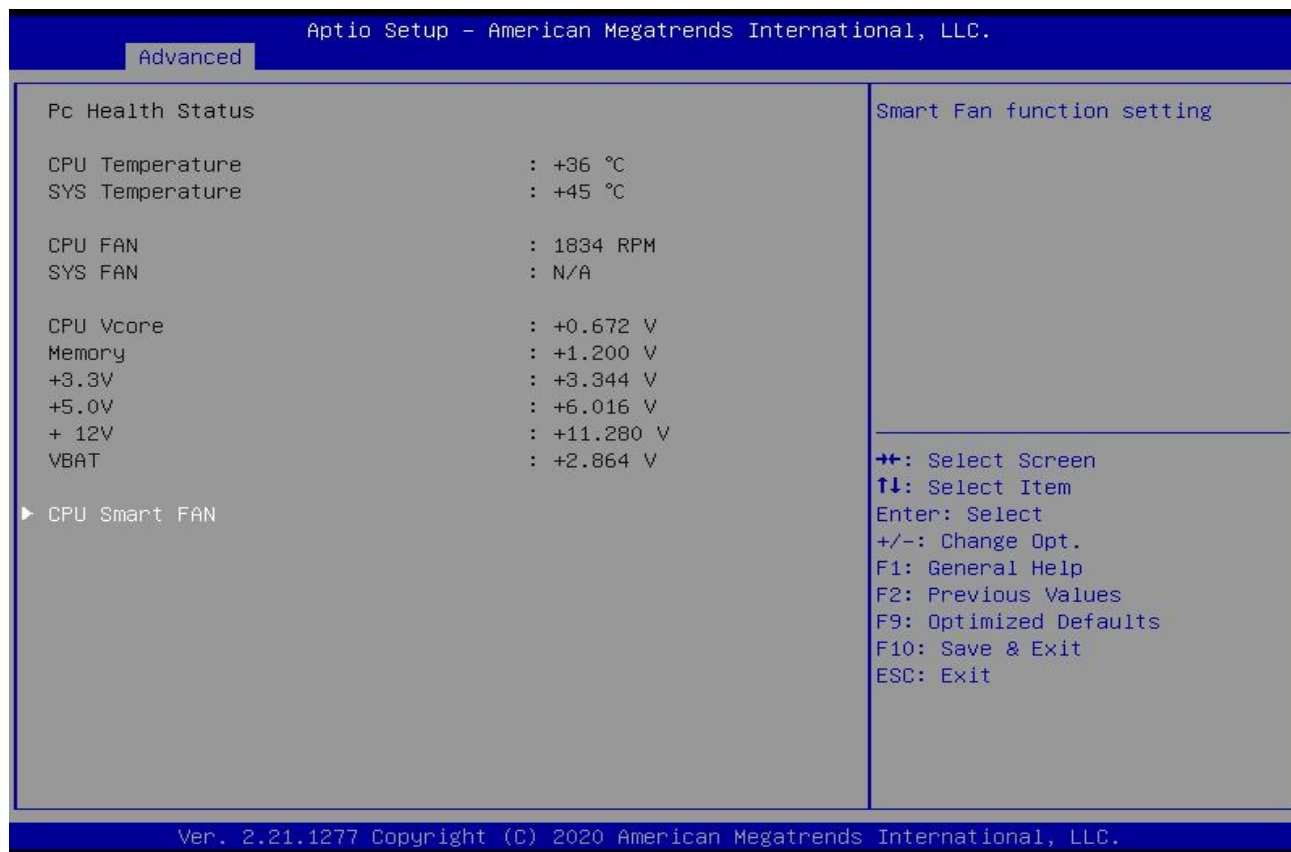 Aptio Setup – American Megatrends International, LLC.
Advanced
Pc Health Status
CPU Temperature : +36 °C
SYS Temperature : +45 °C
CPU FAN : 1834 RPM
SYS FAN : N/A
CPU Vcore : +0.672 V
Memory : +1.200 V
+3.3V : +3.344 V
+5.0V : +6.016 V
+ 12V : +11.280 V
VBAT : +2.864 V
► CPU Smart FAN
Smart Fan function setting
→←: Select Screen
↑↓: Select Item
Enter: Select
+/-: Change Opt.
F1: General Help
F2: Previous Values
F9: Optimized Defaults
F10: Save & Exit
ESC: Exit
Ver. 2.21.1277 Copyright (C) 2020 American Megatrends International, LLC.